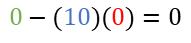 0 − (10)(0) = 0